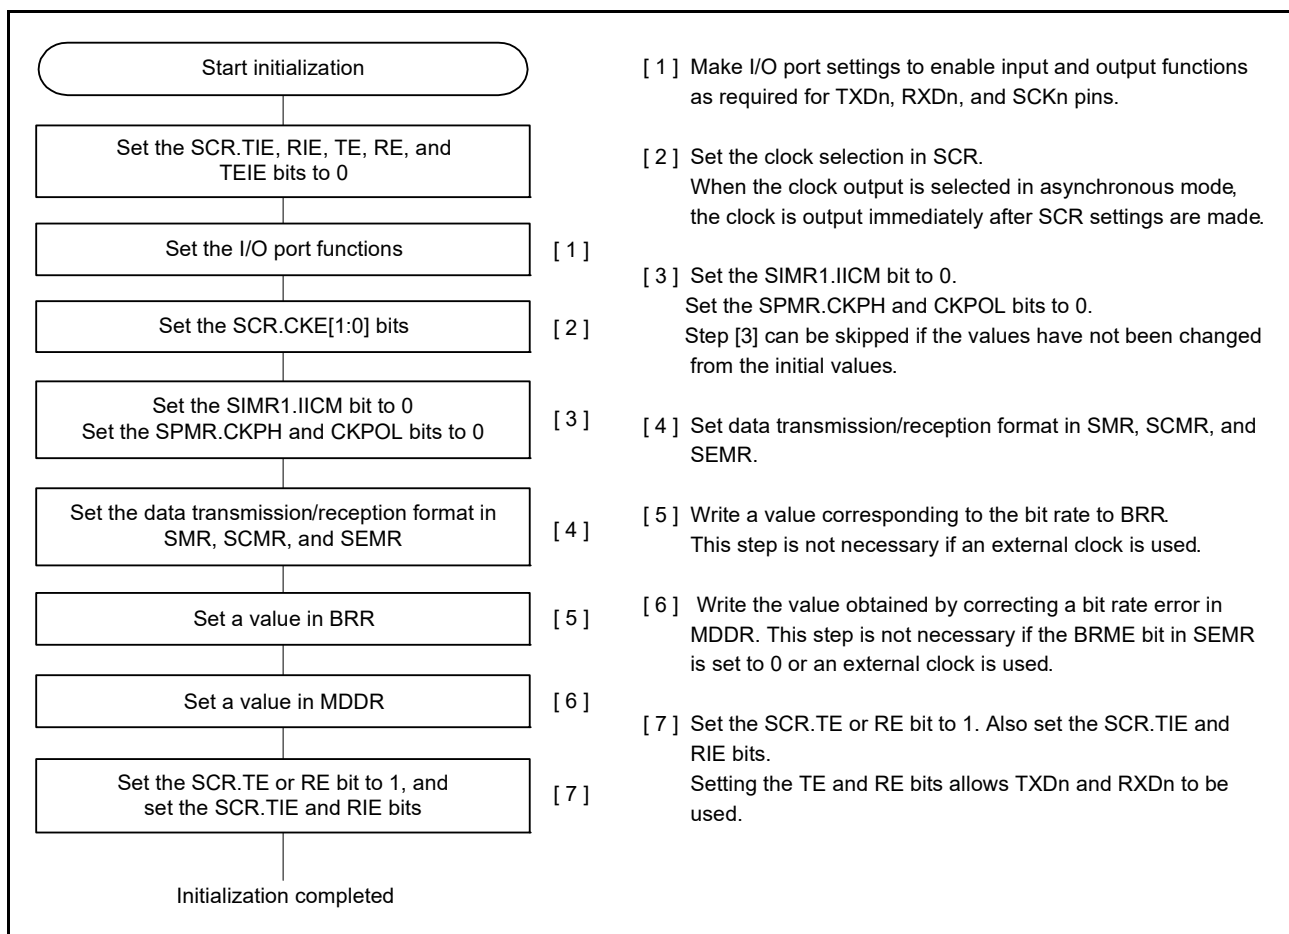 Start initialization
Set the SCR.TIE, RIE, TE, RE, and
TEIE bits to 0
Set the I/O port functions
[ 1 ]
Set the SCR.CKE[1:0] bits
[ 2 ]
Set the SIMR1.IICM bit to 0
Set the SPMR.CKPH and CKPOL bits to 0
[ 3 ]
Set the data transmission/reception format in
SMR, SCMR, and SEMR
[ 4 ]
Set a value in BRR
[ 5 ]
Set a value in MDDR
[ 6 ]
Set the SCR.TE or RE bit to 1, and
set the SCR.TIE and RIE bits
[ 7 ]
Initialization completed
[ 1 ] Make I/O port settings to enable input and output functions
as required for TXDn, RXDn, and SCKn pins.
[ 2 ] Set the clock selection in SCR.
When the clock output is selected in asynchronous mode,
the clock is output immediately after SCR settings are made.
[ 3 ] Set the SIMR1.IICM bit to 0.
Set the SPMR.CKPH and CKPOL bits to 0.
Step [3] can be skipped if the values have not been changed
from the initial values.
[ 4 ] Set data transmission/reception format in SMR, SCMR, and
SEMR.
[ 5 ] Write a value corresponding to the bit rate to BRR.
This step is not necessary if an external clock is used.
[ 6 ] Write the value obtained by correcting a bit rate error in
MDDR. This step is not necessary if the BRME bit in SEMR
is set to 0 or an external clock is used.
[ 7 ] Set the SCR.TE or RE bit to 1. Also set the SCR.TIE and
RIE bits.
Setting the TE and RE bits allows TXDn and RXDn to be
used.